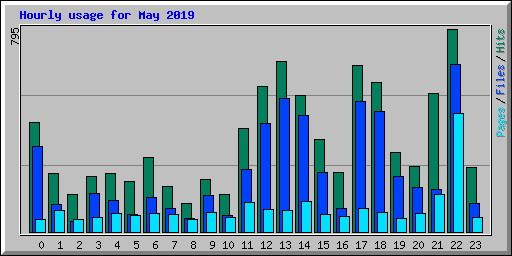 Hourly usage for May 2019
795
Pages/Files/Hits
0 1 2 3 4 5 6 7 8 9 10 11 12 13 14 15 16 17 18 19 20 21 22 23